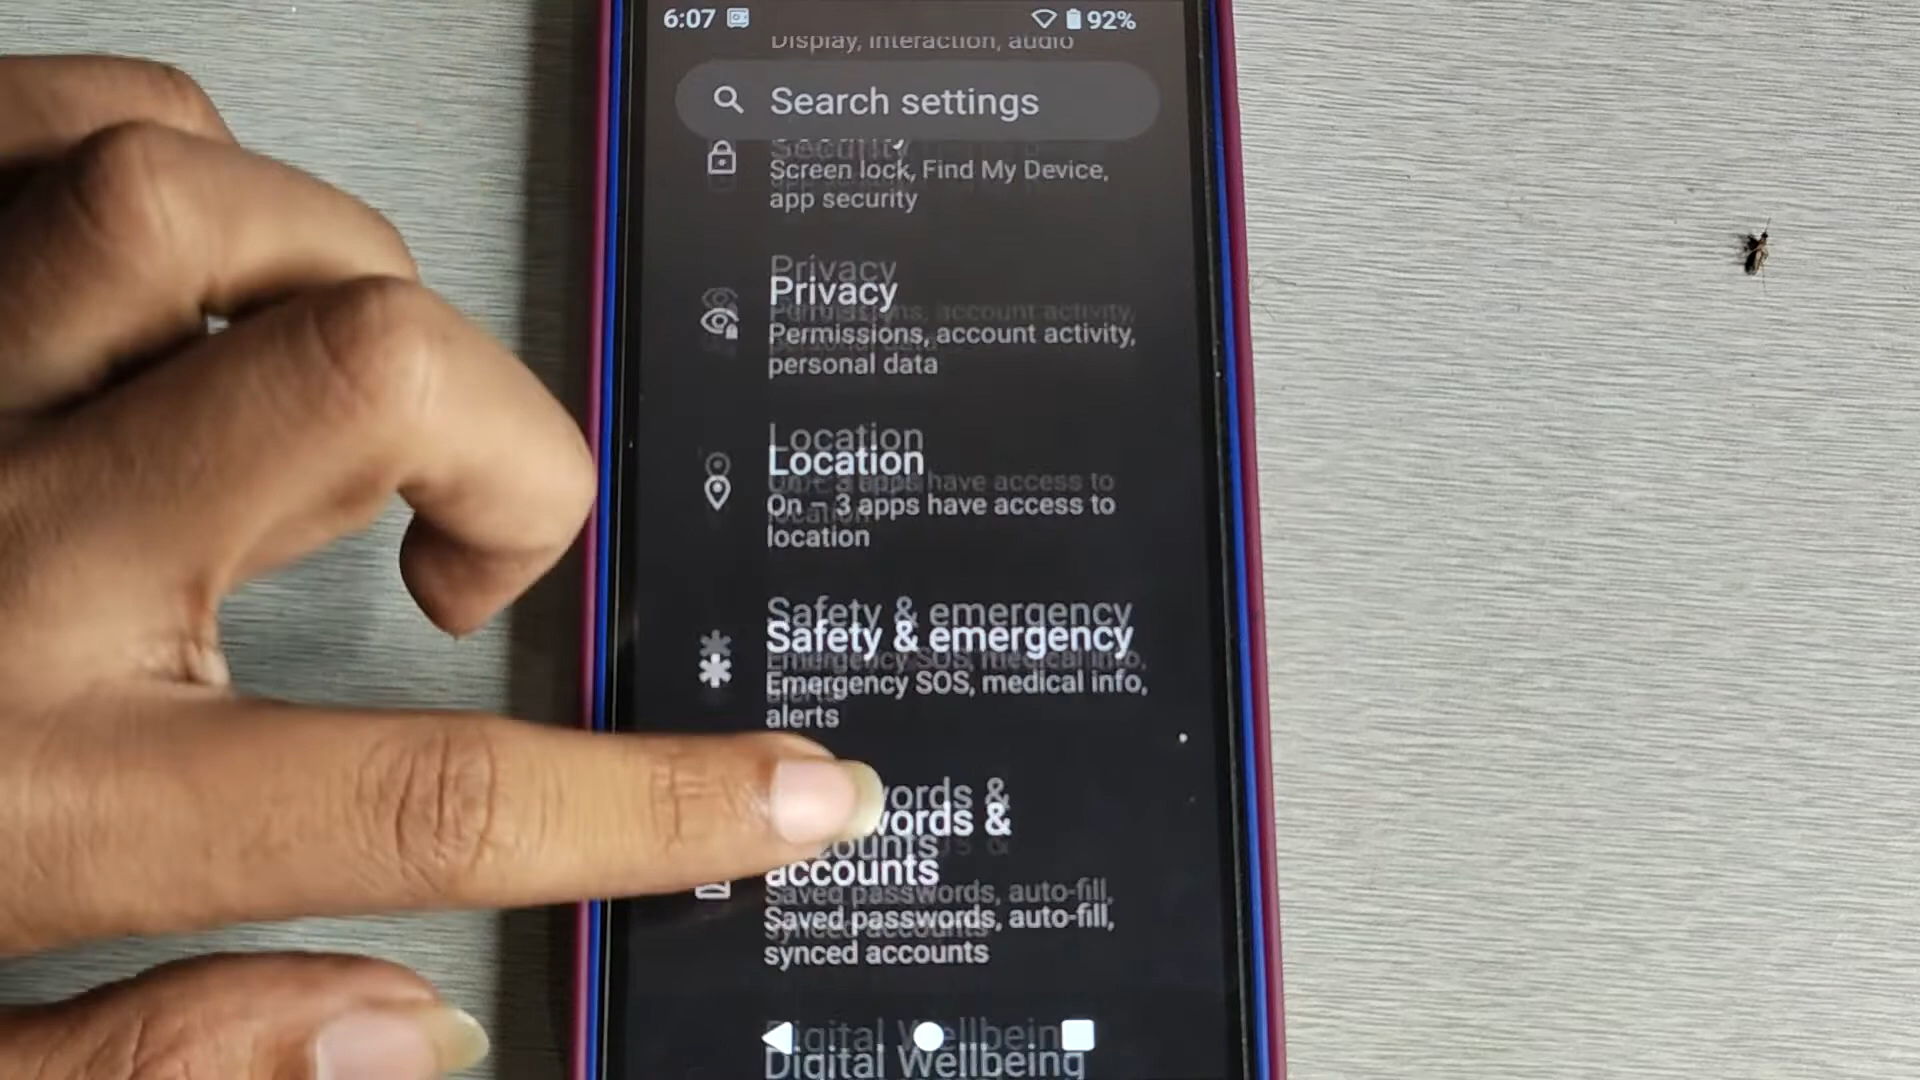 6:07 92%
Display, interaction, audio
Search settings
Security
Screen lock, Find My Device,
app security
Privacy
Permissions, account activity,
personal data
Location
On – 3 apps have access to
location
Safety & emergency
Emergency SOS, medical info,
alerts
words &
accounts
Saved passwords, auto-fill,
synced accounts
Digital Wellbeing